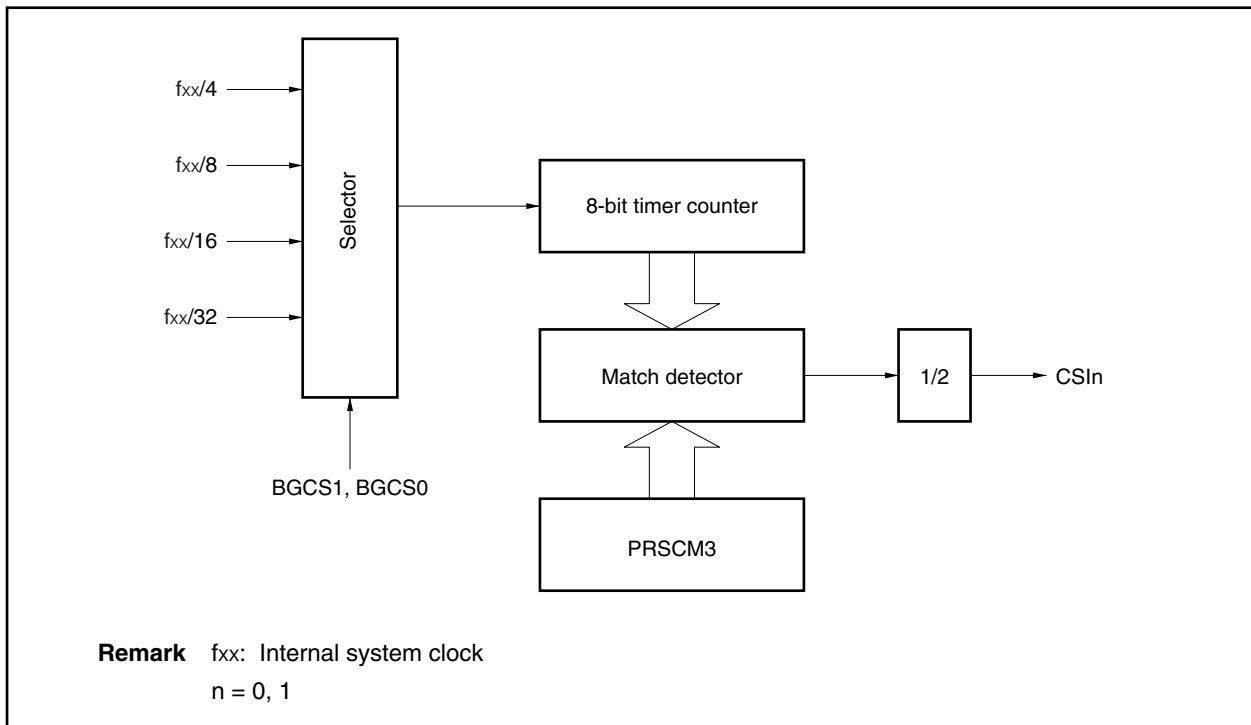 fxx/4
fxx/8
fxx/16
fxx/32
Selector
BGCS1, BGCS0
8-bit timer counter
Match detector
1/2
CSIn
PRSCM3
Remark fxx: Internal system clock
n = 0, 1